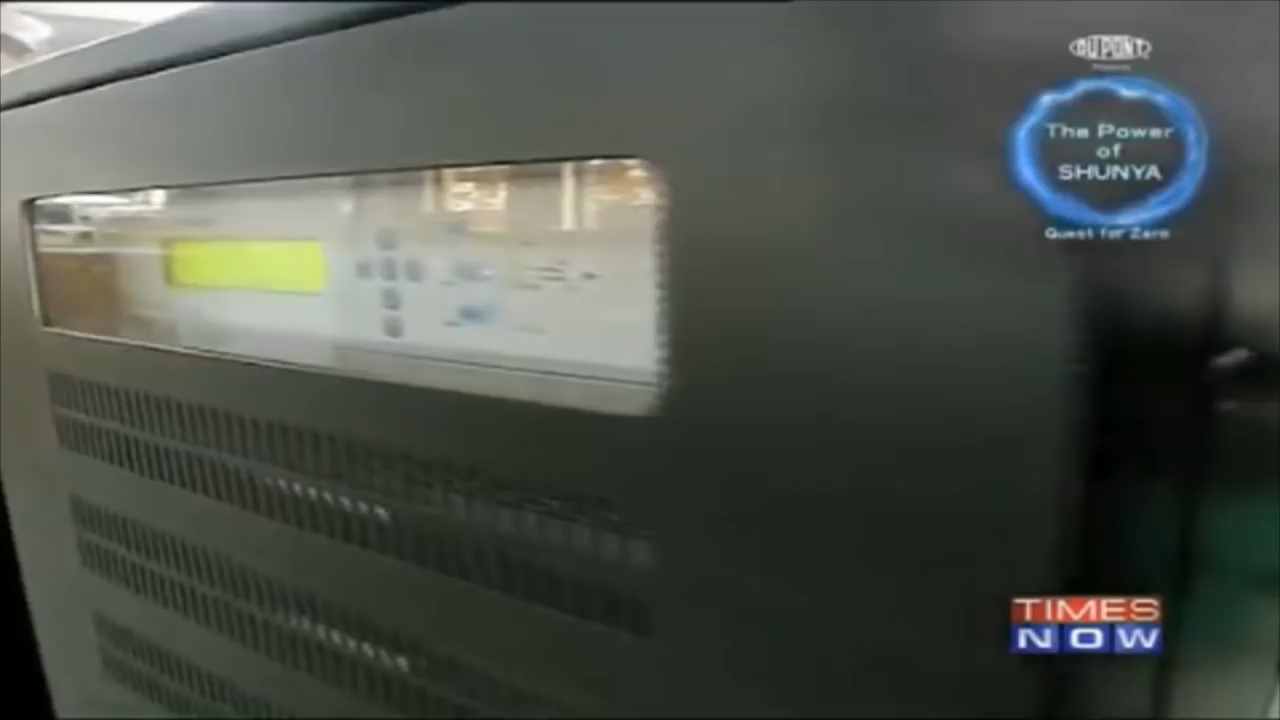 DUPONT
The Power
of
SHUNYA
Quest for Zero
TIMES
NOW